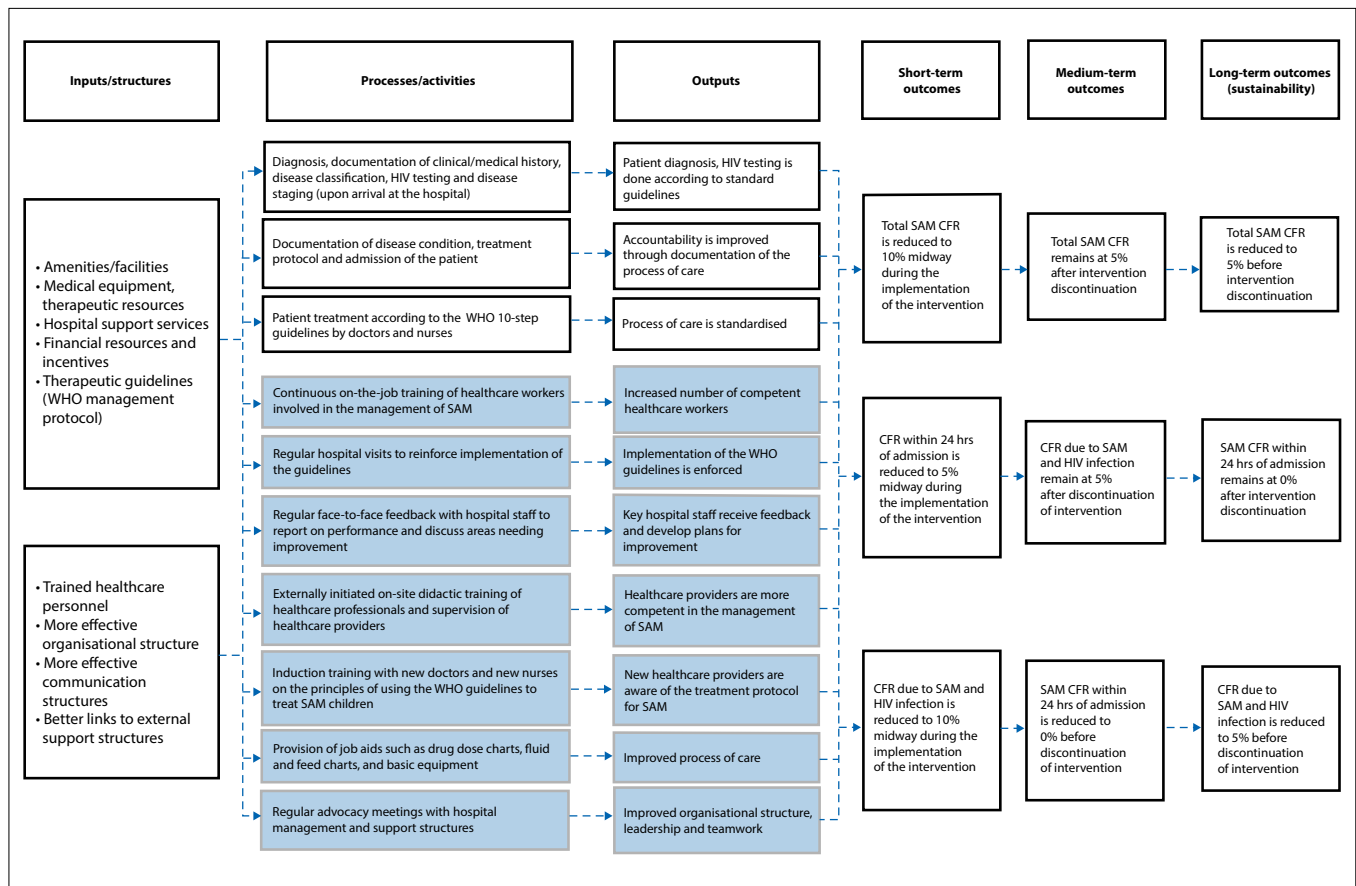 Inputs/structures
Processes/activities
Outputs
Short-term
outcomes
Medium-term
outcomes
Long-term outcomes
(sustainability)
• Amenities/facilities
• Medical equipment,
therapeutic resources
• Hospital support services
• Financial resources and
incentives
• Therapeutic guidelines
(WHO management
protocol)
• Trained healthcare
personnel
• More effective
organisational structure
• More effective
communication
structures
• Better links to external
support structures
Diagnosis, documentation of clinical/medical history,
disease classification, HIV testing and disease
staging (upon arrival at the hospital)
Documentation of disease condition, treatment
protocol and admission of the patient
Patient treatment according to the WHO 10-step
guidelines by doctors and nurses
Continuous on-the-job training of healthcare workers
involved in the management of SAM
Regular hospital visits to reinforce implementation of
the guidelines
Regular face-to-face feedback with hospital staff to
report on performance and discuss areas needing
improvement
Externally initiated on-site didactic training of
healthcare professionals and supervision of
healthcare providers
Induction training with new doctors and new nurses
on the principles of using the WHO guidelines to
treat SAM children
Provision of job aids such as drug dose charts, fluid
and feed charts, and basic equipment
Regular advocacy meetings with hospital
management and support structures
Patient diagnosis, HIV testing is
done according to standard
guidelines
Accountability is improved
through documentation of the
process of care
Process of care is standardised
Increased number of competent
healthcare workers
Implementation of the WHO
guidelines is enforced
Key hospital staff receive feedback
and develop plans for
improvement
Healthcare providers are more
competent in the management
of SAM
New healthcare providers are
aware of the treatment protocol
for SAM
Improved process of care
Improved organisational structure,
leadership and teamwork
Total SAM CFR
is reduced to
10% midway
during the
implementation
of the intervention
CFR within 24 hrs
of admission is
reduced to 5%
midway during
the implementation
of the intervention
CFR due to SAM and
HIV infection is
reduced to 10%
midway during the
implementation
of the intervention
Total SAM CFR
remains at 5%
after intervention
discontinuation
CFR due to SAM
and HIV infection
remain at 5%
after discontinuation
of intervention
SAM CFR within
24 hrs of admission
is reduced to
0% before
discontinuation
of intervention
Total SAM CFR
is reduced to
5% before
intervention
discontinuation
SAM CFR within
24 hrs of admission
remains at 0%
after intervention
discontinuation
CFR due to
SAM and HIV
infection is reduced
to 5% before
discontinuation
of intervention